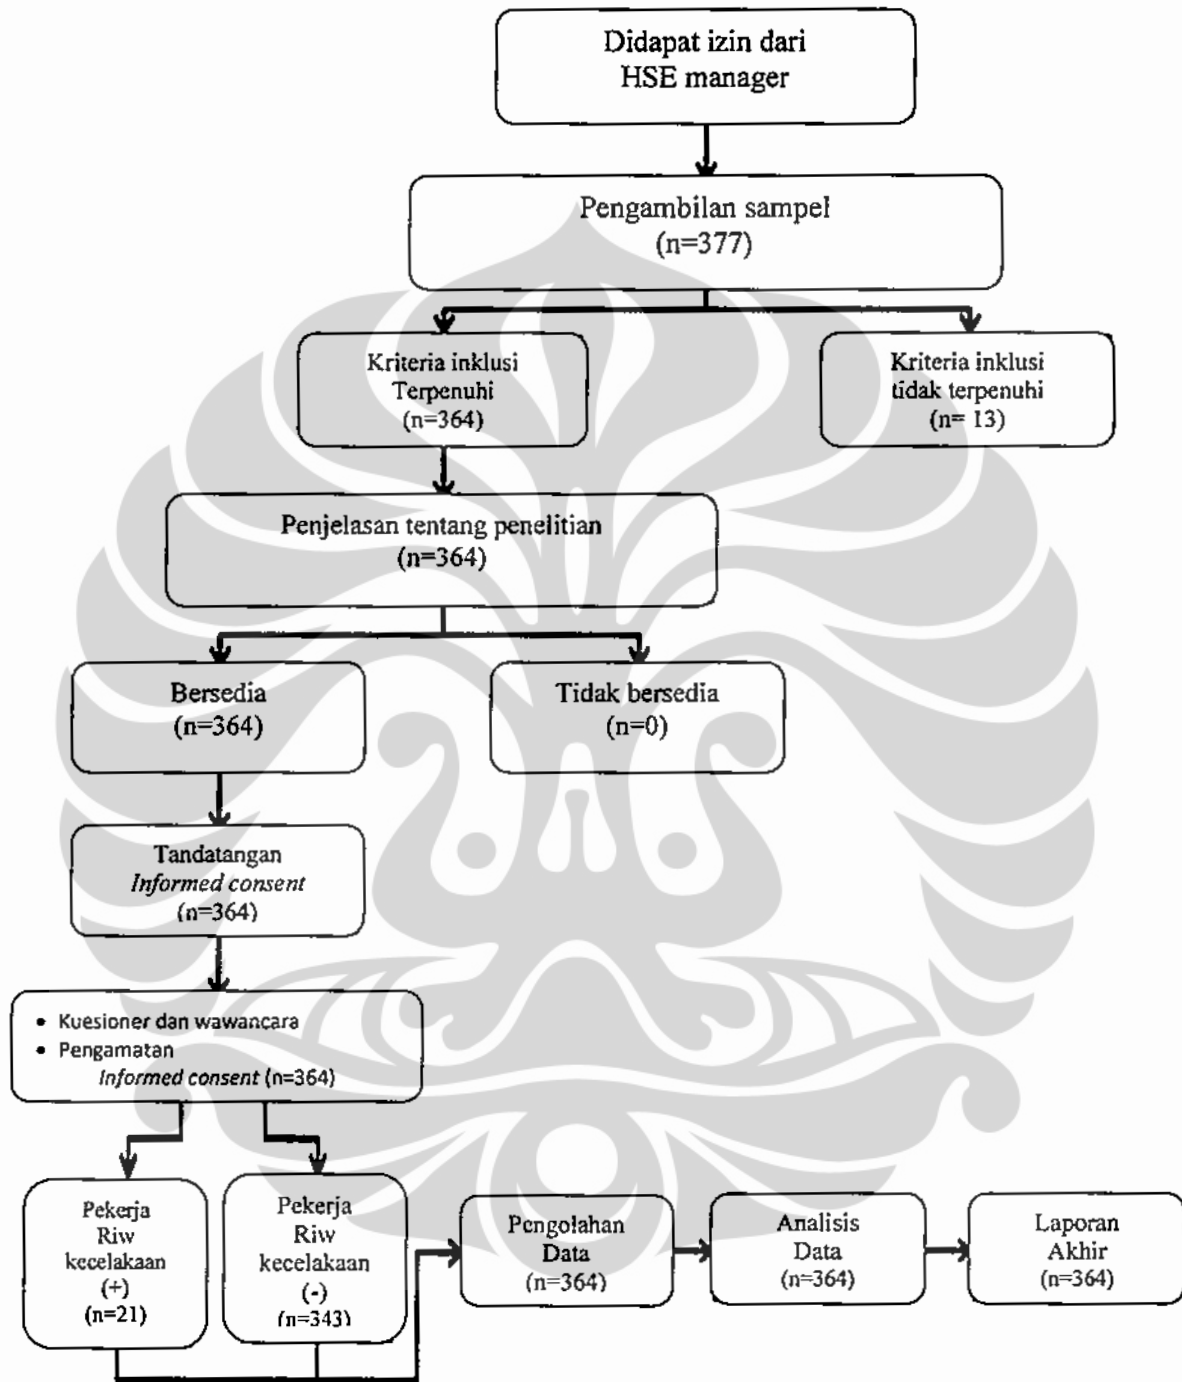 Didapat izin dari
HSE manager
Pengambilan sampel
(n=377)
Kriteria inklusi
Terpenuhi
(n=364)
Kriteria inklusi
tidak terpenuhi
(n= 13)
Penjelasan tentang penelitian
(n=364)
Bersedia
(n=364)
Tidak bersedia
(n=0)
Tandatangan
Informed consent
(n=364)
• Kuesioner dan wawancara
• Pengamatan
Informed consent (n=364)
Pekerja
Riw
kecelakaan
(+)
(n=21)
Pekerja
Riw
kecelakaan
(-)
(n=343)
Pengolahan
Data
(n=364)
Analisis
Data
(n=364)
Laporan
Akhir
(n=364)